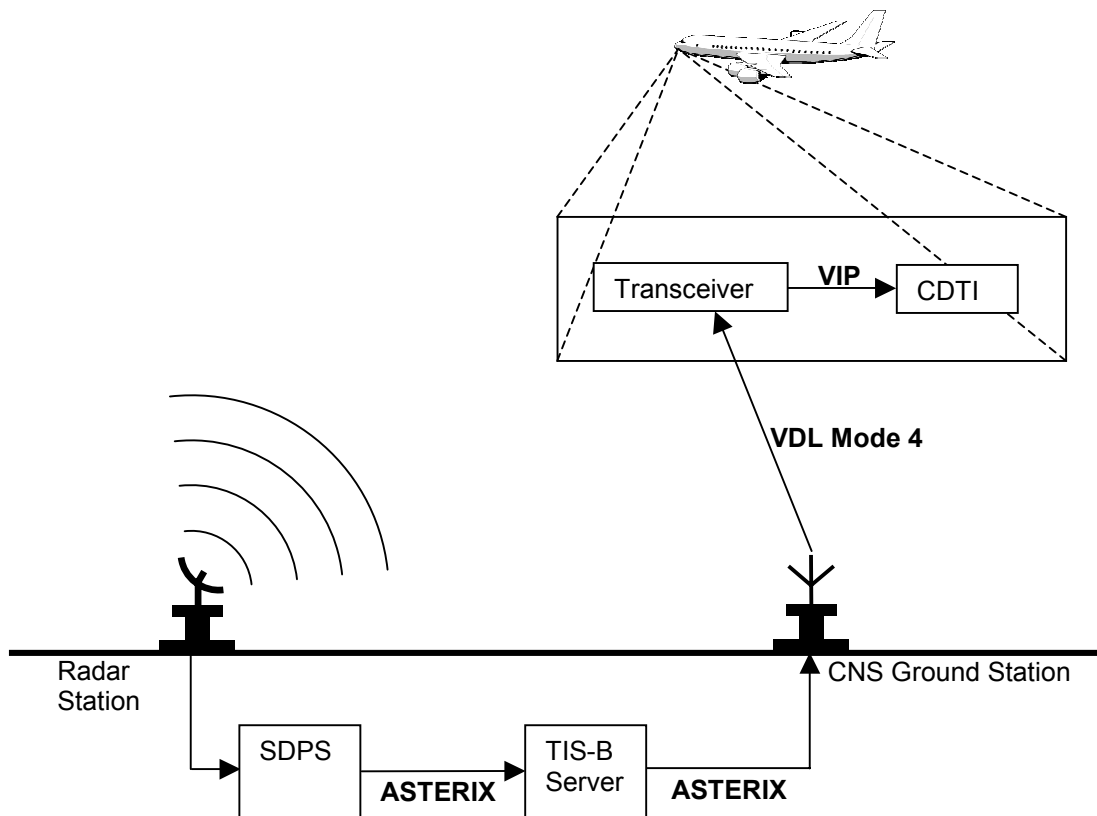 Transceiver
VIP
CDTI
VDL Mode 4
Radar
Station
CNS Ground Station
SDPS
ASTERIX
TIS-B
Server
ASTERIX